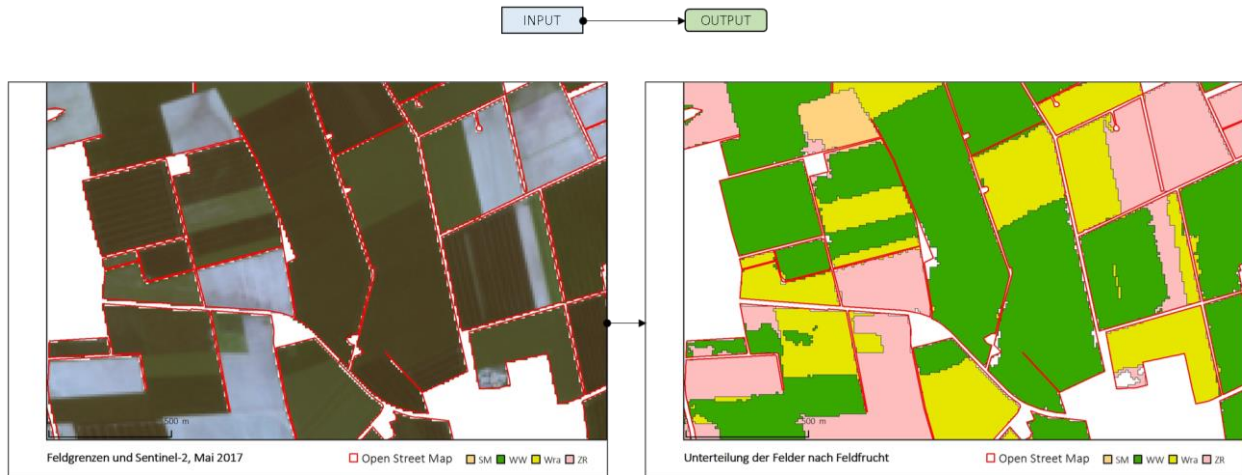 INPUT
OUTPUT
500 m
Feldgrenzen und Sentinel-2, Mai 2017
Open Street Map SM WW Wra ZR
500 m
Unterteilung der Felder nach Feldfrucht
Open Street Map SM WW Wra ZR